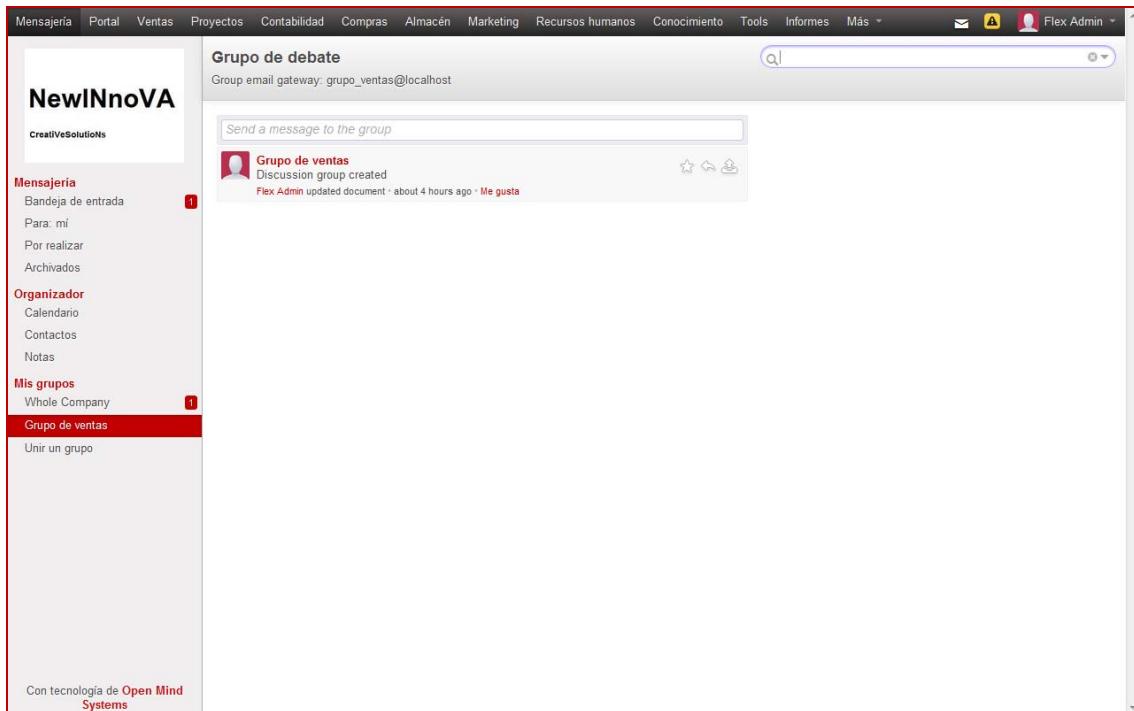 Mensajería Portal Ventas Proyectos Contabilidad Compras Almacén Marketing Recursos humanos Conocimiento Tools Informes Más Flex Admin
NewINnoVA
CreatiVeSolutioNs
Mensajería
Bandeja de entrada 1
Para: mí
Por realizar
Archivados
Organizador
Calendario
Contactos
Notas
Mis grupos
Whole Company 1
Grupo de ventas
Unir un grupo
Con tecnología de Open Mind
Systems
Grupo de debate
Group email gateway: grupo_ventas@localhost
Send a message to the group
Grupo de ventas
Discussion group created
Flex Admin updated document · about 4 hours ago · Me gusta